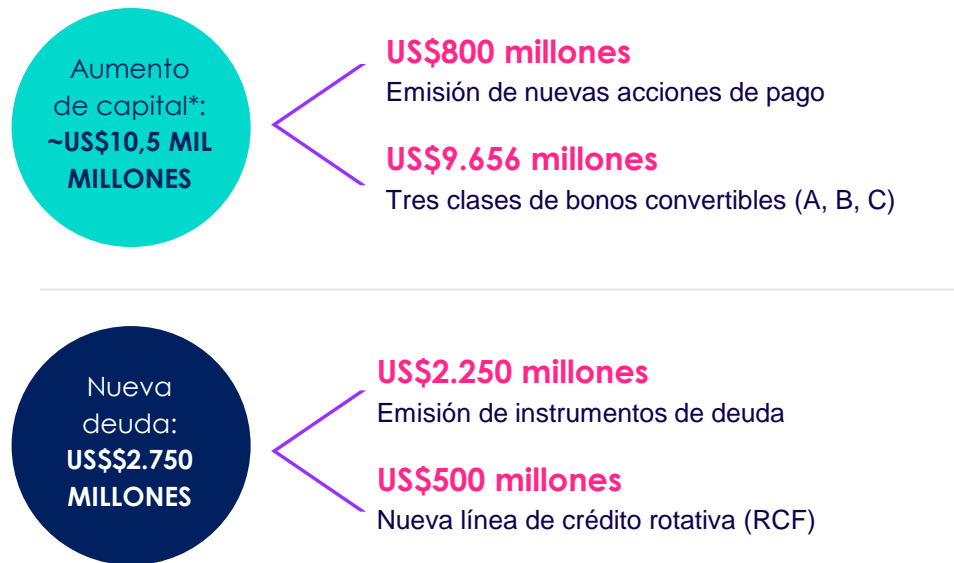 Aumento
de capital*:
~US$10,5 MIL
MILLONES
US$800 millones
Emisión de nuevas acciones de pago
US$9.656 millones
Tres clases de bonos convertibles (A, B, C)
Nueva
deuda:
US$$2.750
MILLONES
US$2.250 millones
Emisión de instrumentos de deuda
US$500 millones
Nueva línea de crédito rotativa (RCF)